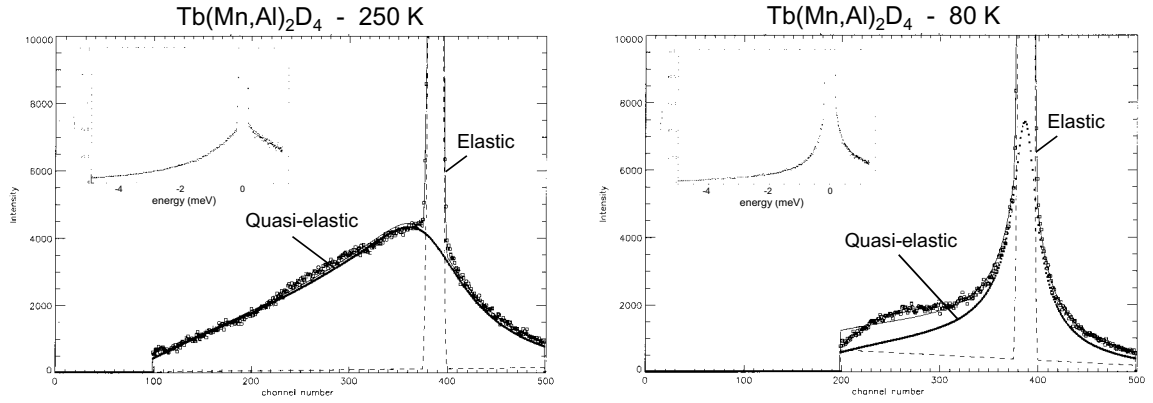 Tb(Mn,Al)₂D₄ - 250 K
10000
8000
6000
4000
2000
0
Intensity
0 100 200 300 400 500
channel number
-4 -2 0
energy (meV)
Elastic
Quasi-elastic
Tb(Mn,Al)₂D₄ - 80 K
10000
8000
6000
4000
2000
0
Intensity
0 100 200 300 400 500
channel number
-4 -2 0
energy (meV)
Elastic
Quasi-elastic